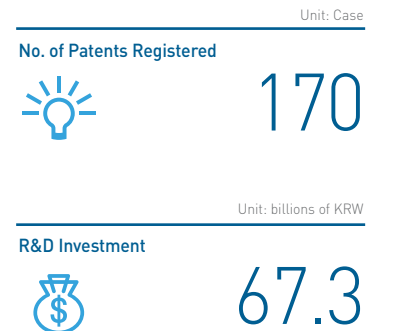 Unit: Case
No. of Patents Registered
170
Unit: billions of KRW
R&D Investment
$
67.3